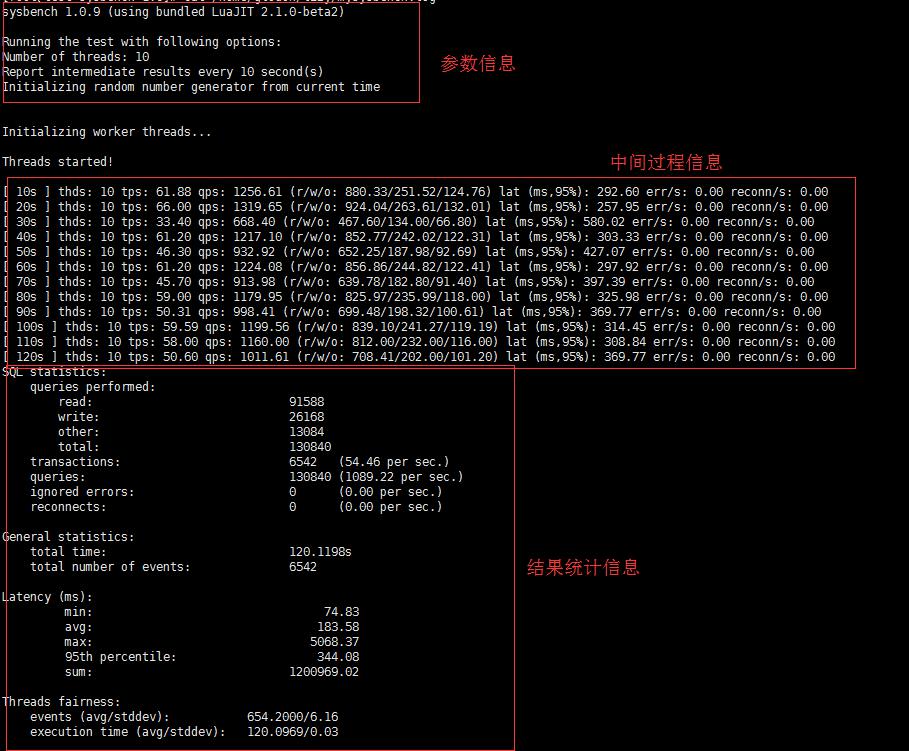 sysbench 1.0.9 (using bundled LuaJIT 2.1.0-beta2)
Running the test with following options:
Number of threads: 10
参数信息
Report intermediate results every 10 second(s)
Initializing random number generator from current time
Initializing worker threads...
Threads started!
中间过程信息
[ 10s ] thds: 10 tps: 61.88 qps: 1256.61 (r/w/o: 880.33/251.52/124.76) lat (ms,95%): 292.60 err/s: 0.00 reconn/s: 0.00
[ 20s ] thds: 10 tps: 66.00 qps: 1319.65 (r/w/o: 924.04/263.61/132.01) lat (ms,95%): 257.95 err/s: 0.00 reconn/s: 0.00
[ 30s ] thds: 10 tps: 33.40 qps: 668.40 (r/w/o: 467.60/134.00/66.80) lat (ms,95%): 580.02 err/s: 0.00 reconn/s: 0.00
[ 40s ] thds: 10 tps: 61.20 qps: 1217.10 (r/w/o: 852.77/242.02/122.31) lat (ms,95%): 303.33 err/s: 0.00 reconn/s: 0.00
[ 50s ] thds: 10 tps: 46.30 qps: 932.92 (r/w/o: 652.25/187.98/92.69) lat (ms,95%): 427.07 err/s: 0.00 reconn/s: 0.00
[ 60s ] thds: 10 tps: 61.20 qps: 1224.08 (r/w/o: 856.86/244.82/122.41) lat (ms,95%): 297.92 err/s: 0.00 reconn/s: 0.00
[ 70s ] thds: 10 tps: 45.70 qps: 913.98 (r/w/o: 639.78/182.80/91.40) lat (ms,95%): 397.39 err/s: 0.00 reconn/s: 0.00
[ 80s ] thds: 10 tps: 59.00 qps: 1179.95 (r/w/o: 825.97/235.99/118.00) lat (ms,95%): 325.98 err/s: 0.00 reconn/s: 0.00
[ 90s ] thds: 10 tps: 50.31 qps: 998.41 (r/w/o: 699.48/198.32/100.61) lat (ms,95%): 369.77 err/s: 0.00 reconn/s: 0.00
[ 100s ] thds: 10 tps: 59.59 qps: 1199.56 (r/w/o: 839.10/241.27/119.19) lat (ms,95%): 314.45 err/s: 0.00 reconn/s: 0.00
[ 110s ] thds: 10 tps: 58.00 qps: 1160.00 (r/w/o: 812.00/232.00/116.00) lat (ms,95%): 308.84 err/s: 0.00 reconn/s: 0.00
[ 120s ] thds: 10 tps: 50.60 qps: 1011.61 (r/w/o: 708.41/202.00/101.20) lat (ms,95%): 369.77 err/s: 0.00 reconn/s: 0.00
SQL statistics:
queries performed:
read: 91588
write: 26168
other: 13084
total: 130840
transactions: 6542 (54.46 per sec.)
queries: 130840 (1089.22 per sec.)
ignored errors: 0 (0.00 per sec.)
reconnects: 0 (0.00 per sec.)
General statistics:
total time: 120.1198s
total number of events: 6542
结果统计信息
Latency (ms):
min: 74.83
avg: 183.58
max: 5068.37
95th percentile: 344.08
sum: 1200969.02
Threads fairness:
events (avg/stddev): 654.2000/6.16
execution time (avg/stddev): 120.0969/0.03